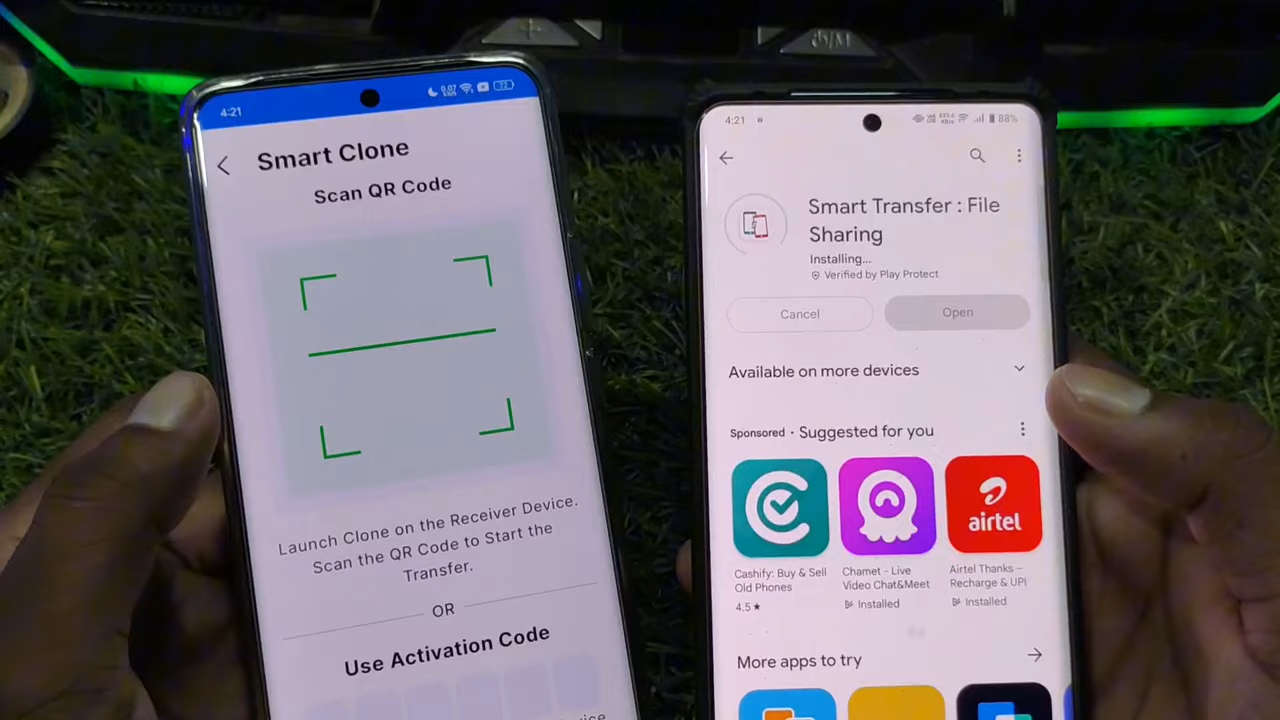 4:21
72
Smart Clone
Scan QR Code
Launch Clone on the Receiver Device.
Scan the QR Code to Start the
Transfer.
OR
Use Activation Code
4:21
88%
Smart Transfer : File
Sharing
Installing...
Verified by Play Protect
Cancel
Open
Available on more devices
Sponsored · Suggested for you
airtel
Cashify: Buy & Sell
Old Phones
4.5★
Chamet - Live
Video Chat&Meet
Installed
Airtel Thanks –
Recharge & UPI
Installed
More apps to try